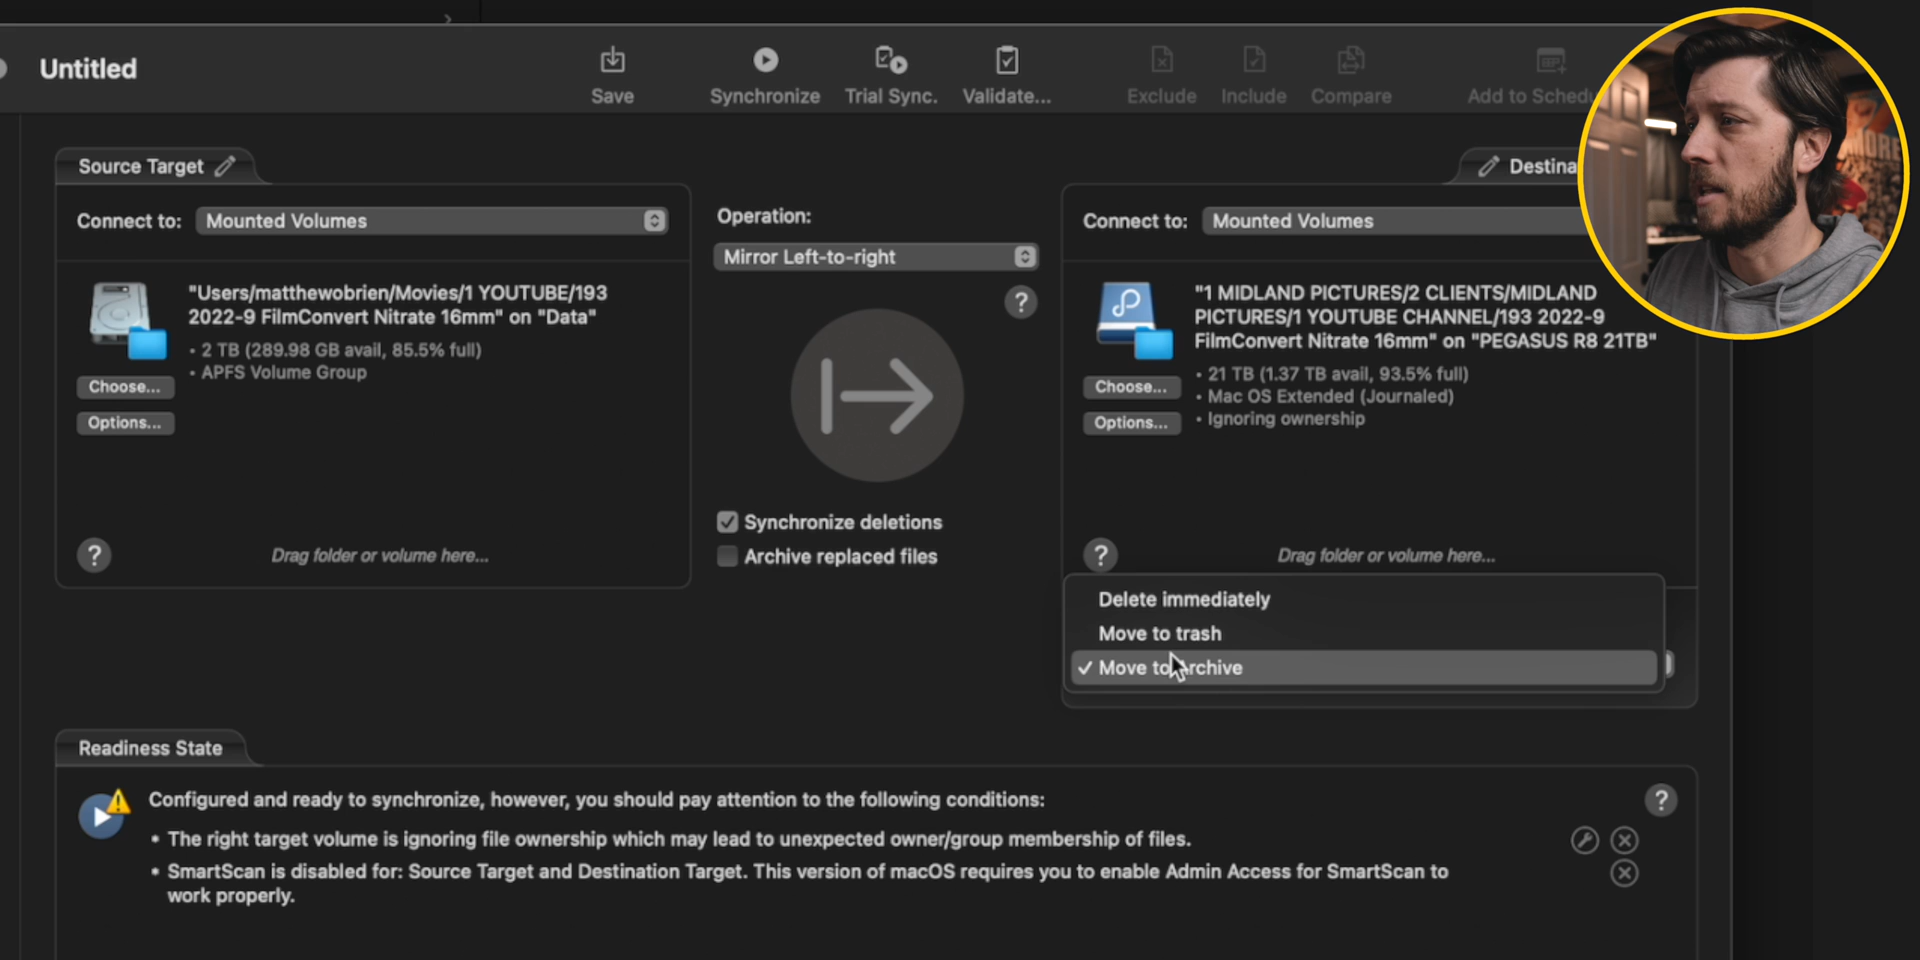 Untitled
Save
Synchronize
Trial Sync.
Validate...
Exclude
Include
Compare
Source Target
Connect to: Mounted Volumes
"Users/matthewobrien/Movies/1 YOUTUBE/193
2022-9 FilmConvert Nitrate 16mm" on "Data"
• 2 TB (289.98 GB avail, 85.5% full)
• APFS Volume Group
Choose...
Options...
? Drag folder or volume here...
Operation:
Mirror Left-to-right
?
Synchronize deletions
Archive replaced files
Connect to: Mounted Volumes
"1 MIDLAND PICTURES/2 CLIENTS/MIDLAND
PICTURES/1 YOUTUBE CHANNEL/193 2022-9
FilmConvert Nitrate 16mm" on "PEGASUS R8 21TB"
• 21 TB (1.37 TB avail, 93.5% full)
• Mac OS Extended (Journaled)
• Ignoring ownership
Choose...
Options...
? Drag folder or volume here...
Delete immediately
Move to trash
✓ Move to
Readiness State
Configured and ready to synchronize, however, you should pay attention to the following conditions:
?
• The right target volume is ignoring file ownership which may lead to unexpected owner/group membership of files.
• SmartScan is disabled for: Source Target and Destination Target. This version of macOS requires you to enable Admin Access for SmartScan to
work properly.